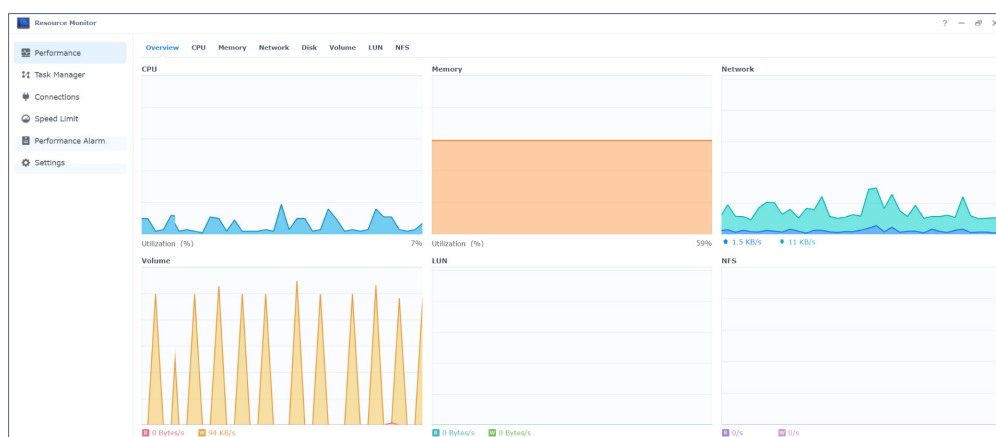 Resource Monitor
?
Performance
Task Manager
Connections
Speed Limit
Performance Alarm
Settings
Overview CPU Memory Network Disk Volume LUN NFS
CPU
Utilization (%) 7%
Memory
Utilization (%) 59%
Network
1.5 KB/s 11 KB/s
Volume
R 0 Bytes/s W 94 KB/s
LUN
R 0 Bytes/s W 0 Bytes/s
NFS
R 0/s W 0/s